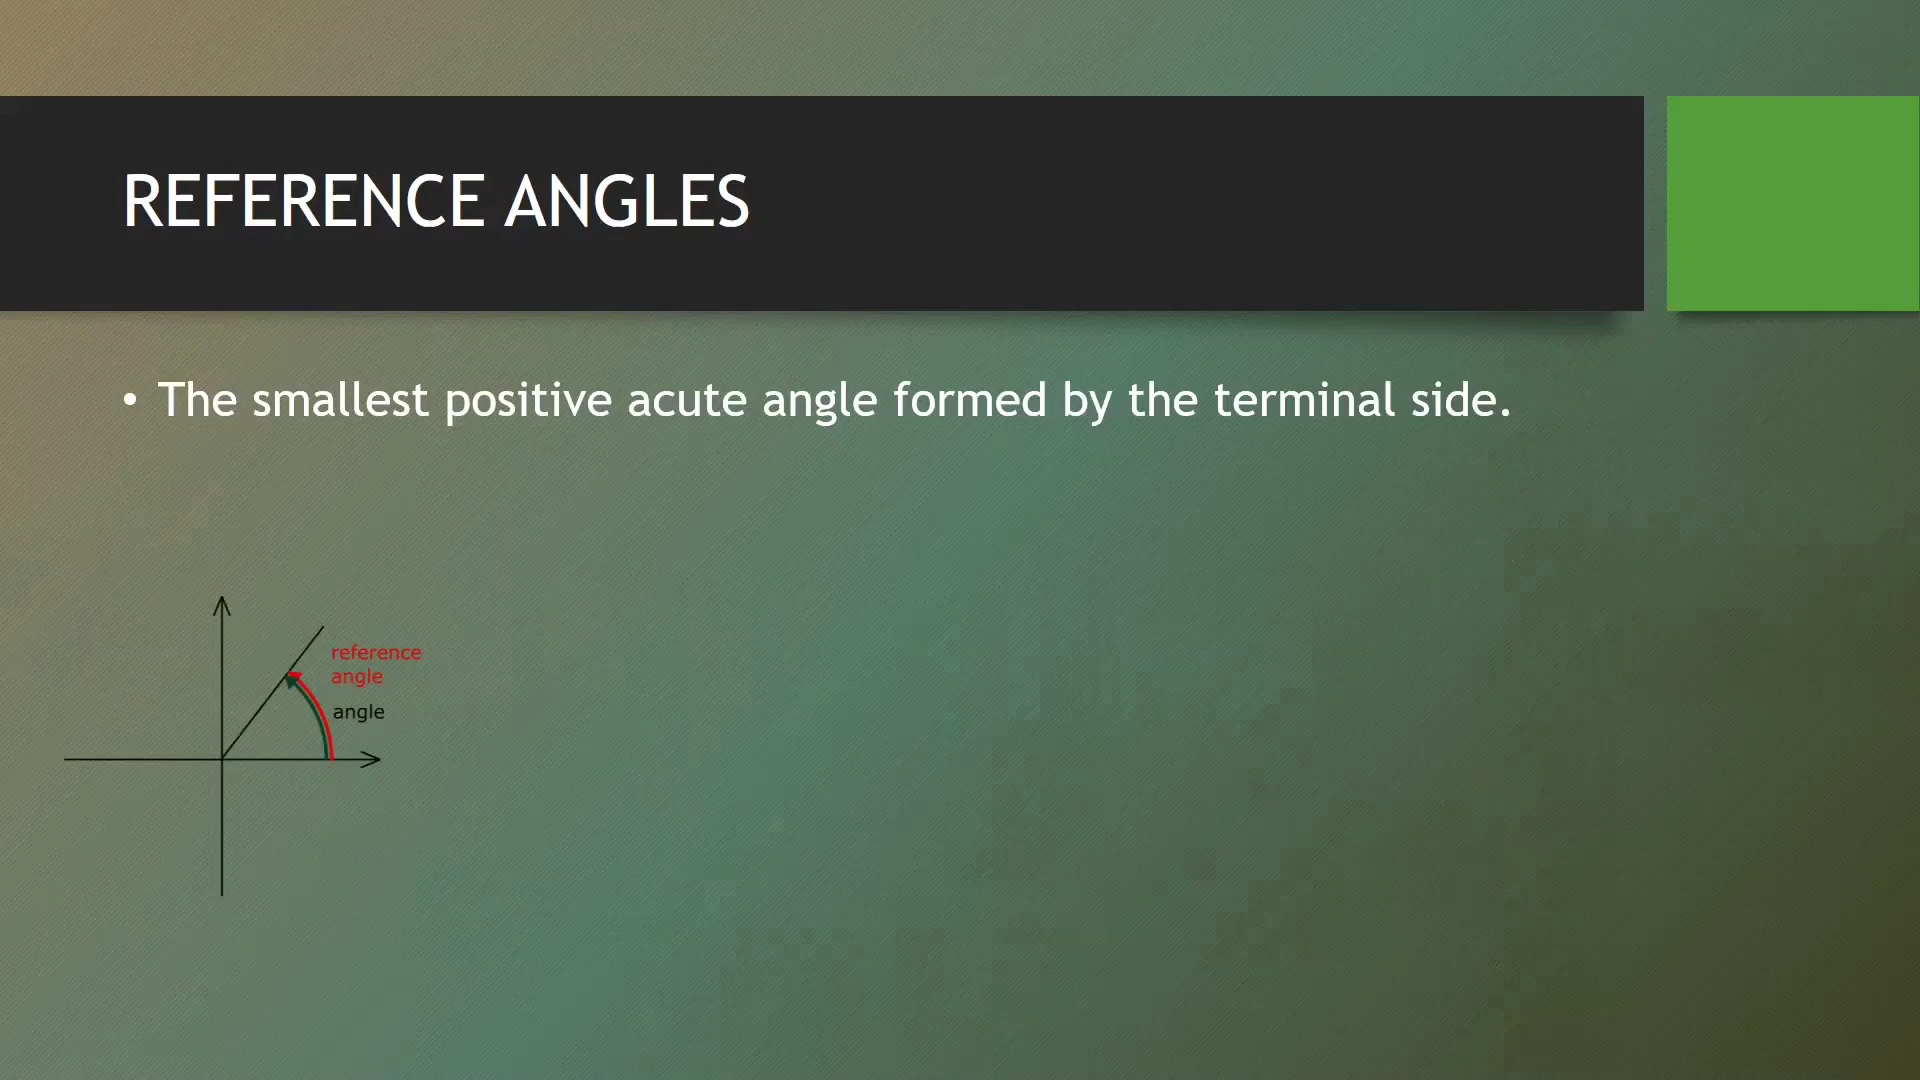 REFERENCE ANGLES
• The smallest positive acute angle formed by the terminal side.
reference
angle
angle